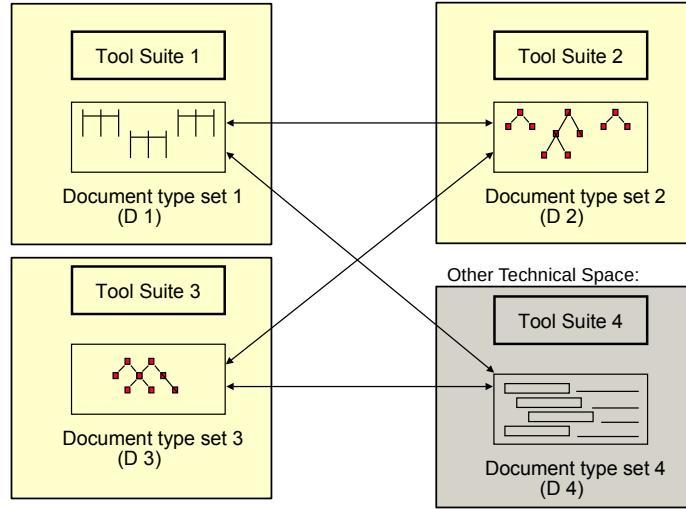 Tool Suite 1
Document type set 1
(D 1)
Tool Suite 2
Document type set 2
(D 2)
Tool Suite 3
Document type set 3
(D 3)
Other Technical Space:
Tool Suite 4
Document type set 4
(D 4)